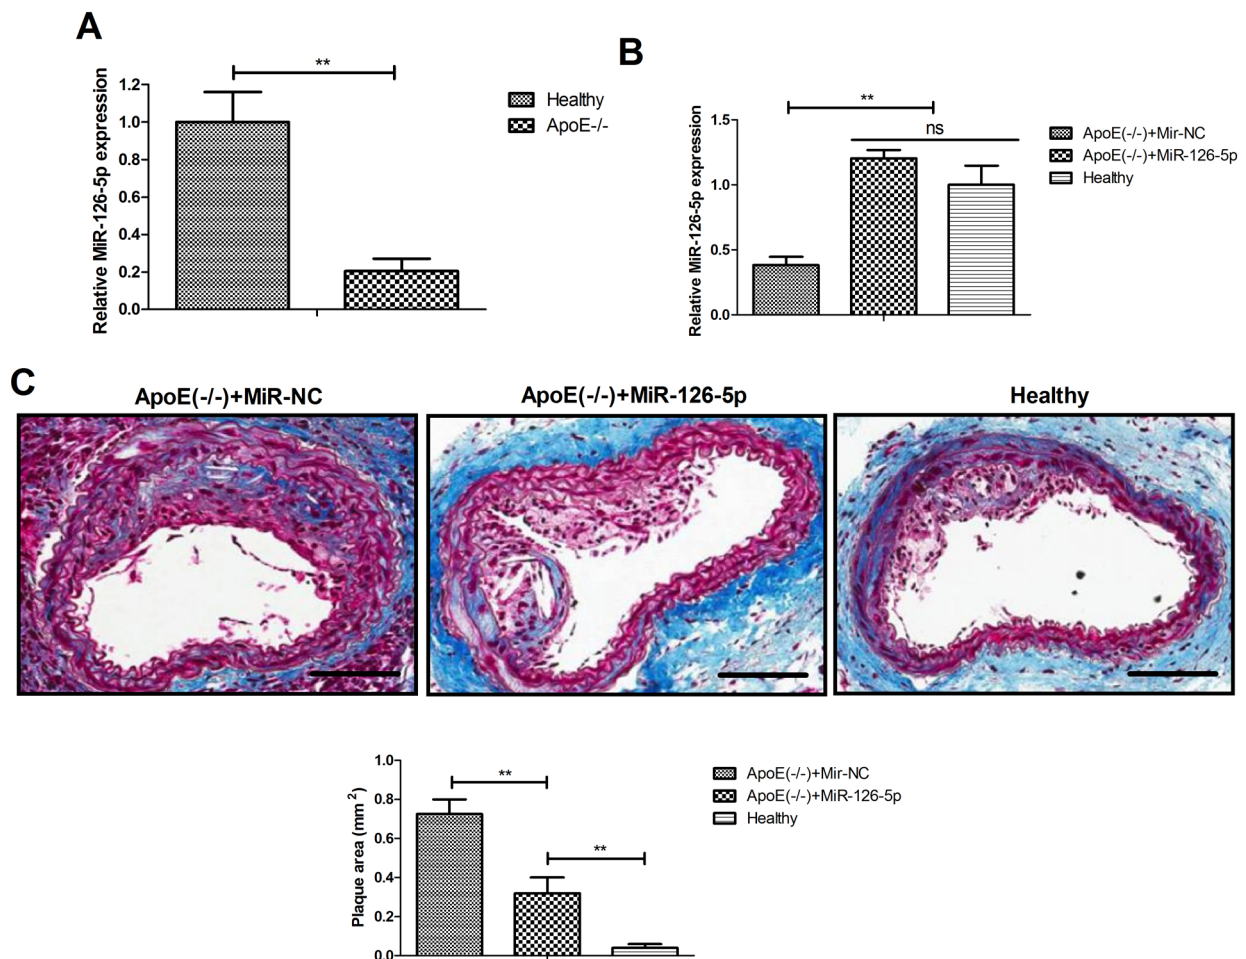 A
**
Relative MiR-126-5p expression
1.2
1.0
0.8
0.6
0.4
0.2
0.0
Healthy
ApoE-/-
B
**
ns
Relative MiR-126-5p expression
1.5
1.0
0.5
0.0
ApoE(-/-)+Mir-NC
ApoE(-/-)+MiR-126-5p
Healthy
C
ApoE(-/-)+MiR-NC
ApoE(-/-)+MiR-126-5p
Healthy
**
**
Plaque area (mm ²)
1.0
0.8
0.6
0.4
0.2
0.0
ApoE(-/-)+Mir-NC
ApoE(-/-)+MiR-126-5p
Healthy